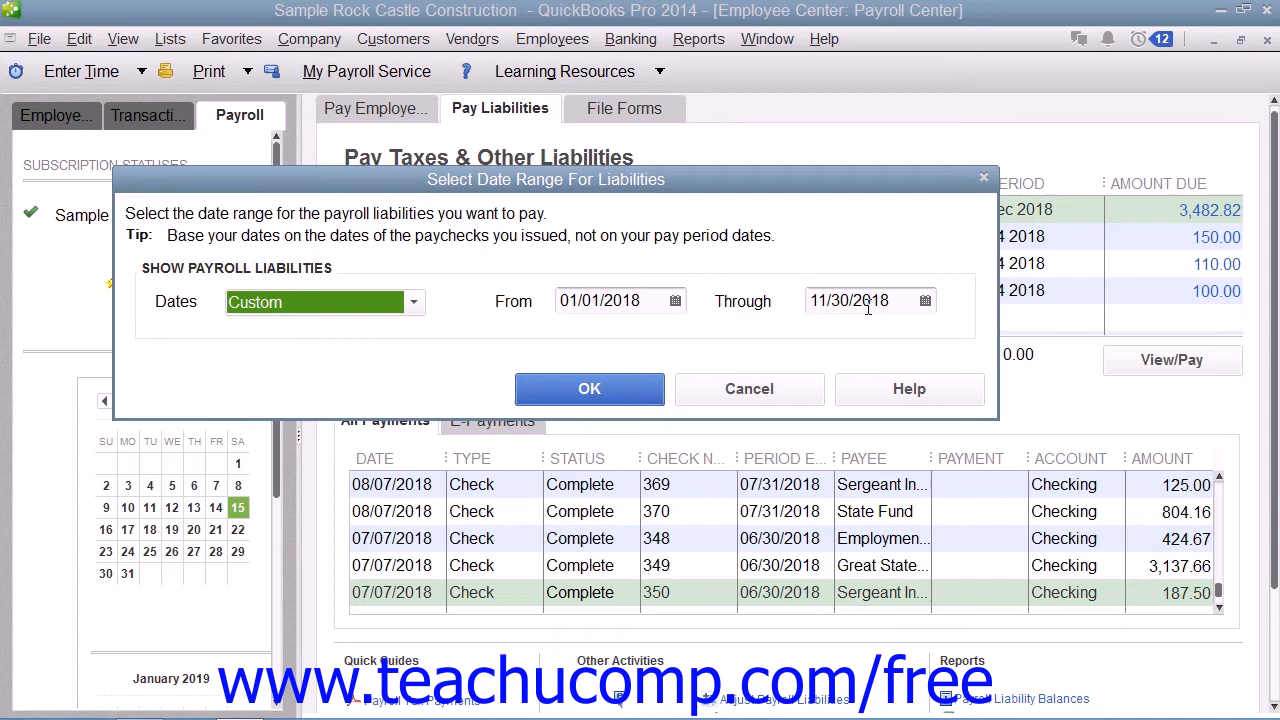 Sample Rock Castle Construction - QuickBooks Pro 2014 - [Employee Center: Payroll Center]
File Edit View Lists Favorites Company Customers Vendors Employees Banking Reports Window Help 12
Enter Time Print My Payroll Service ? Learning Resources
Employe... Transacti... Payroll
Pay Employe... Pay Liabilities File Forms
SUBSCRIPTION STATUSES
Sample
Pay Taxes & Other Liabilities
AMOUNT DUE
ec 2018 3,482.82
2018 150.00
2018 110.00
2018 100.00
0.00
View/Pay
Select Date Range For Liabilities
Select the date range for the payroll liabilities you want to pay.
Tip: Base your dates on the dates of the paychecks you issued, not on your pay period dates.
SHOW PAYROLL LIABILITIES
Dates Custom From 01/01/2018 Through 11/30/2018
OK Cancel Help
All Payments E-Payments
SU MO TU WE TH FR SA
1
2 3 4 5 6 7 8
9 10 11 12 13 14 15
16 17 18 19 20 21 22
23 24 25 26 27 28 29
30 31
January 2019
DATE TYPE STATUS CHECK N... PERIOD E... PAYEE PAYMENT ACCOUNT AMOUNT
08/07/2018 Check Complete 369 07/31/2018 Sergeant In... Checking 125.00
08/07/2018 Check Complete 370 07/31/2018 State Fund Checking 804.16
07/07/2018 Check Complete 348 06/30/2018 Employmen... Checking 424.67
07/07/2018 Check Complete 349 06/30/2018 Great State... Checking 3,137.66
07/07/2018 Check Complete 350 06/30/2018 Sergeant In... Checking 187.50
Quick Guides Other Activities Reports
Payroll Tax Payments Adjust Payroll Liabilities Payroll Liability Balances
www.teachucomp.com/free